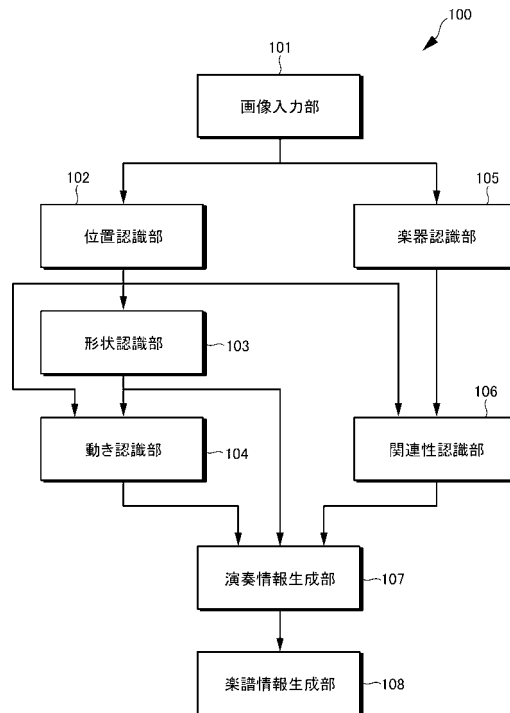 100
101
画像入力部
102
位置認識部
105
楽器認識部
形状認識部
103
動き認識部
104
106
関連性認識部
演奏情報生成部
107
楽譜情報生成部
108